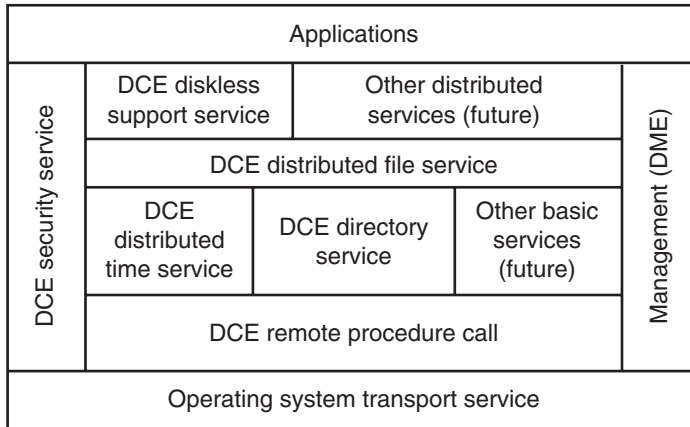 Applications
DCE security service
DCE diskless
support service
Other distributed
services (future)
Management (DME)
DCE distributed file service
DCE
distributed
time service
DCE directory
service
Other basic
services
(future)
DCE remote procedure call
Operating system transport service